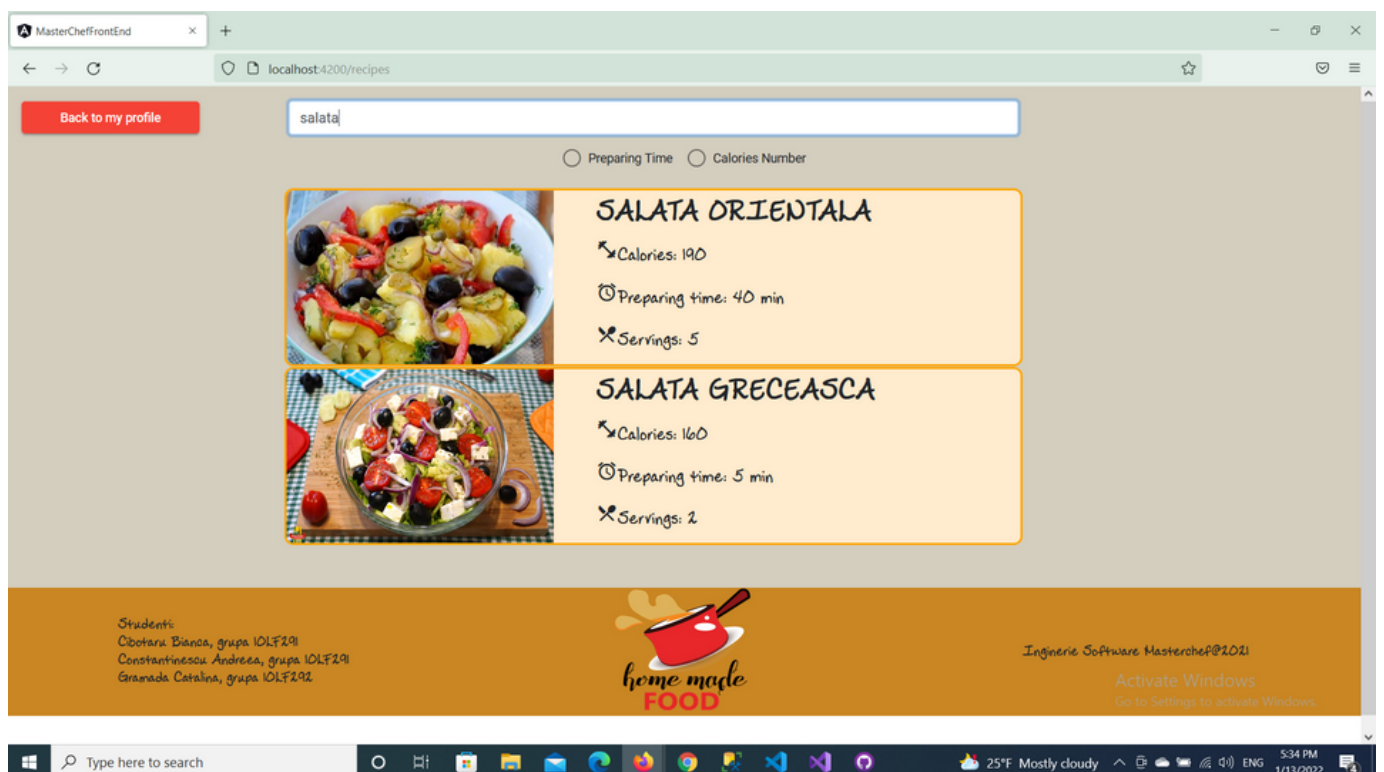 MasterChefFrontEnd
localhost:4200/recipes
Back to my profile
salata
Preparing Time Calories Number
SALATA ORIENTALA
Calories: 190
Preparing time: 40 min
Servings: 5
SALATA GRECEASCA
Calories: 160
Preparing time: 5 min
Servings: 2
Studenti:
Cibotaru Bianca, grupa 10LF291
Constantinescu Andreea, grupa 10LF291
Gramada Catalina, grupa 10LF292
home made
FOOD
Inginerie Software Masterchef@2021
Activate Windows
Go to Settings to activate Windows.
Type here to search
25°F Mostly cloudy
ENG
5:34 PM
1/13/2022